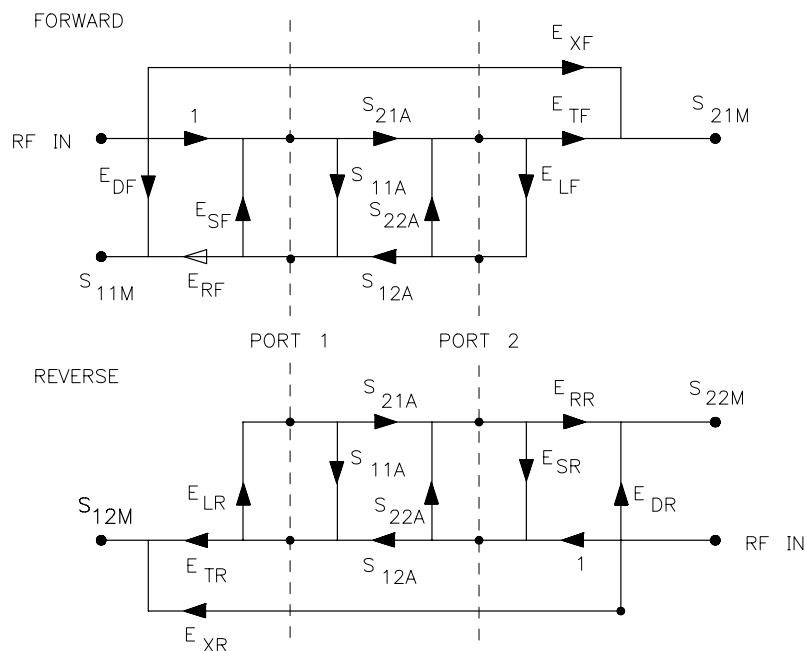 FORWARD
E XF
1
S 21A
E TF
S 21M
RF IN
E DF
E SF
S 11A
S 22A
E LF
S 11M
E RF
S 12A
PORT 1
PORT 2
REVERSE
S 21A
E RR
S 22M
S 11A
E SR
E LR
S 22A
E DR
S 12M
E TR
S 12A
1
RF IN
E XR